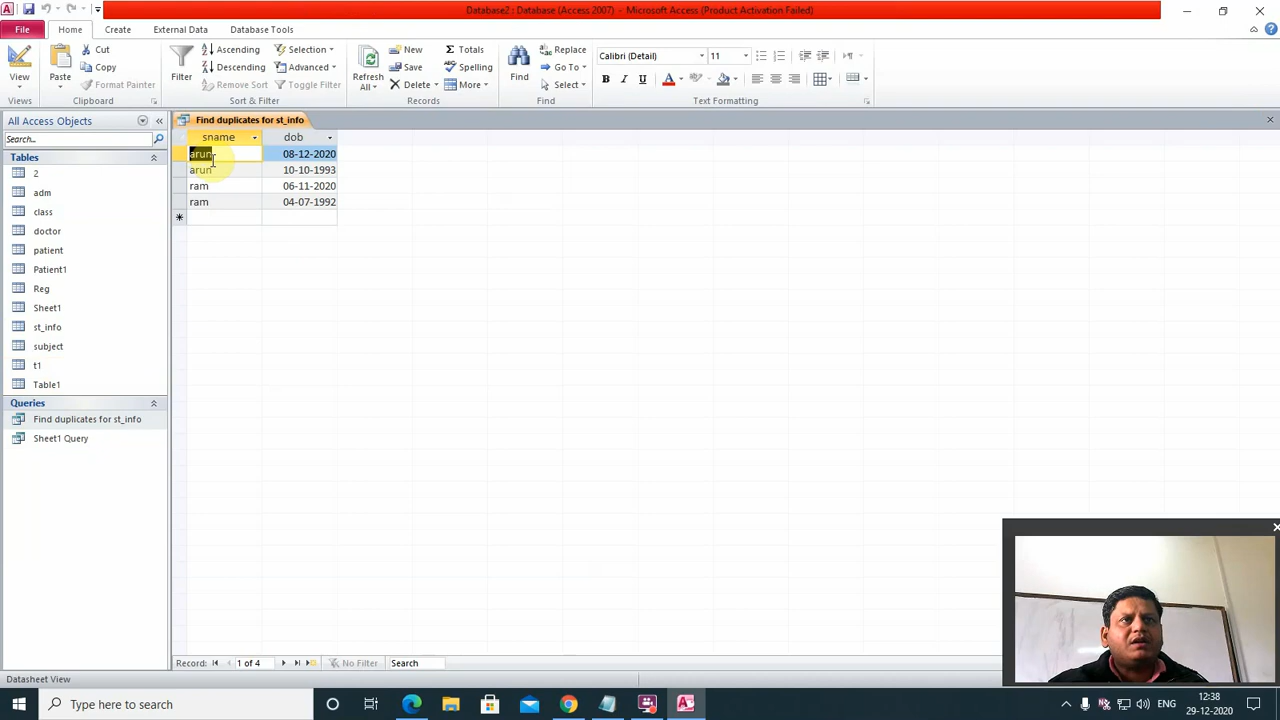 Database2 : Database (Access 2007) - Microsoft Access (Product Activation Failed)
File Home Create External Data Database Tools
View
Views
Paste
Cut
Copy
Format Painter
Clipboard
Filter
Ascending
Descending
Remove Sort
Selection
Advanced
Toggle Filter
Sort & Filter
Refresh
All
New
Save
Delete
Totals
Spelling
More
Records
Find
Replace
Go To
Select
Find
Calibri (Detail) 11
B I U A
Text Formatting
All Access Objects
Search...
Tables
2
adm
class
doctor
patient
Patient1
Reg
Sheet1
st_info
subject
t1
Table1
Queries
Find duplicates for st_info
Sheet1 Query
Find duplicates for st_info
sname dob
arun 08-12-2020
arun 10-10-1993
ram 06-11-2020
ram 04-07-1992
Record: 1 of 4 No Filter Search
Datasheet View
Type here to search
ENG
12:38
29-12-2020